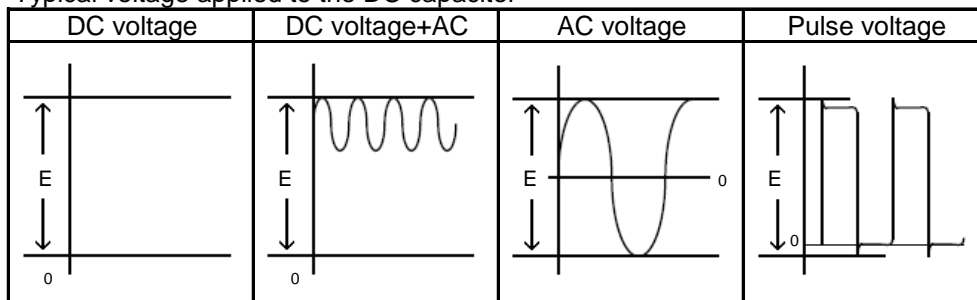 Typical voltage applied to the DC capacitor
DC voltage DC voltage+AC AC voltage Pulse voltage
E E E 0 E
0
0 0